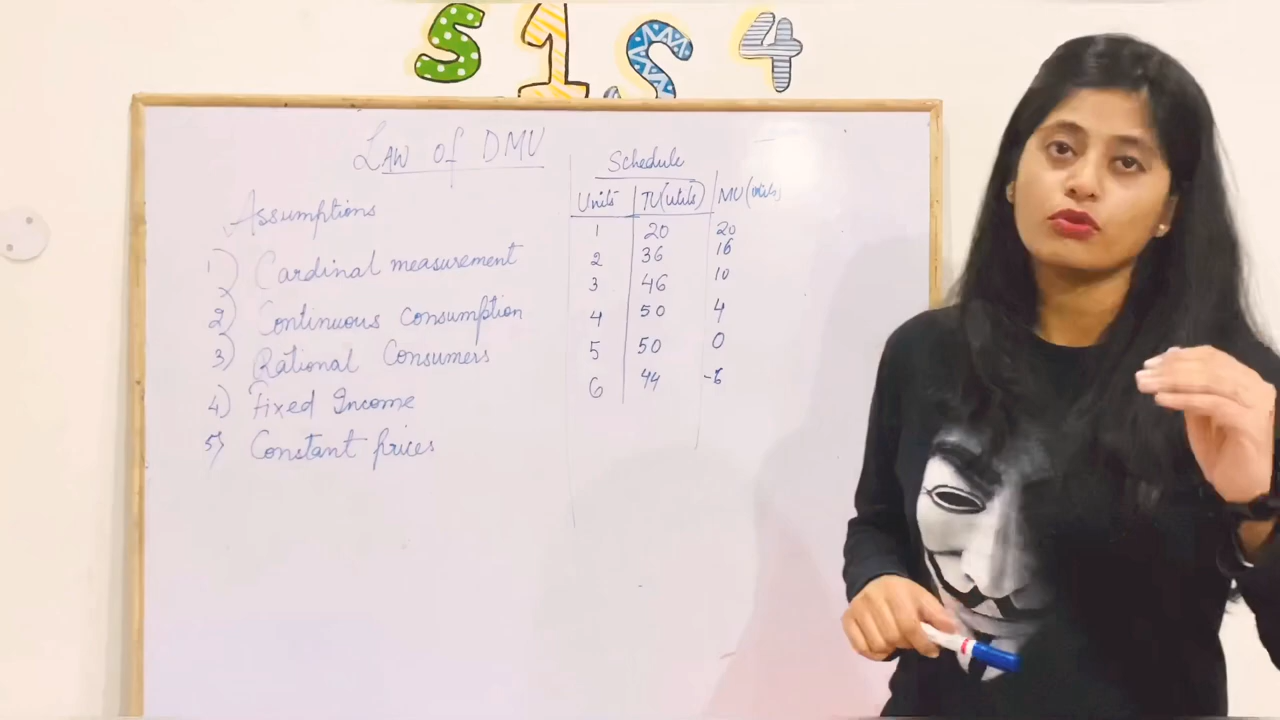 S1S4
Law of DMU
Assumptions
1) Cardinal measurement
2) Continuous consumption
3) Rational Consumers
4) Fixed Income
5) Constant prices
Schedule
Units TU(utils) MU(utils)
1 20 20
2 36 16
3 46 10
4 50 4
5 50 0
6 44 -6